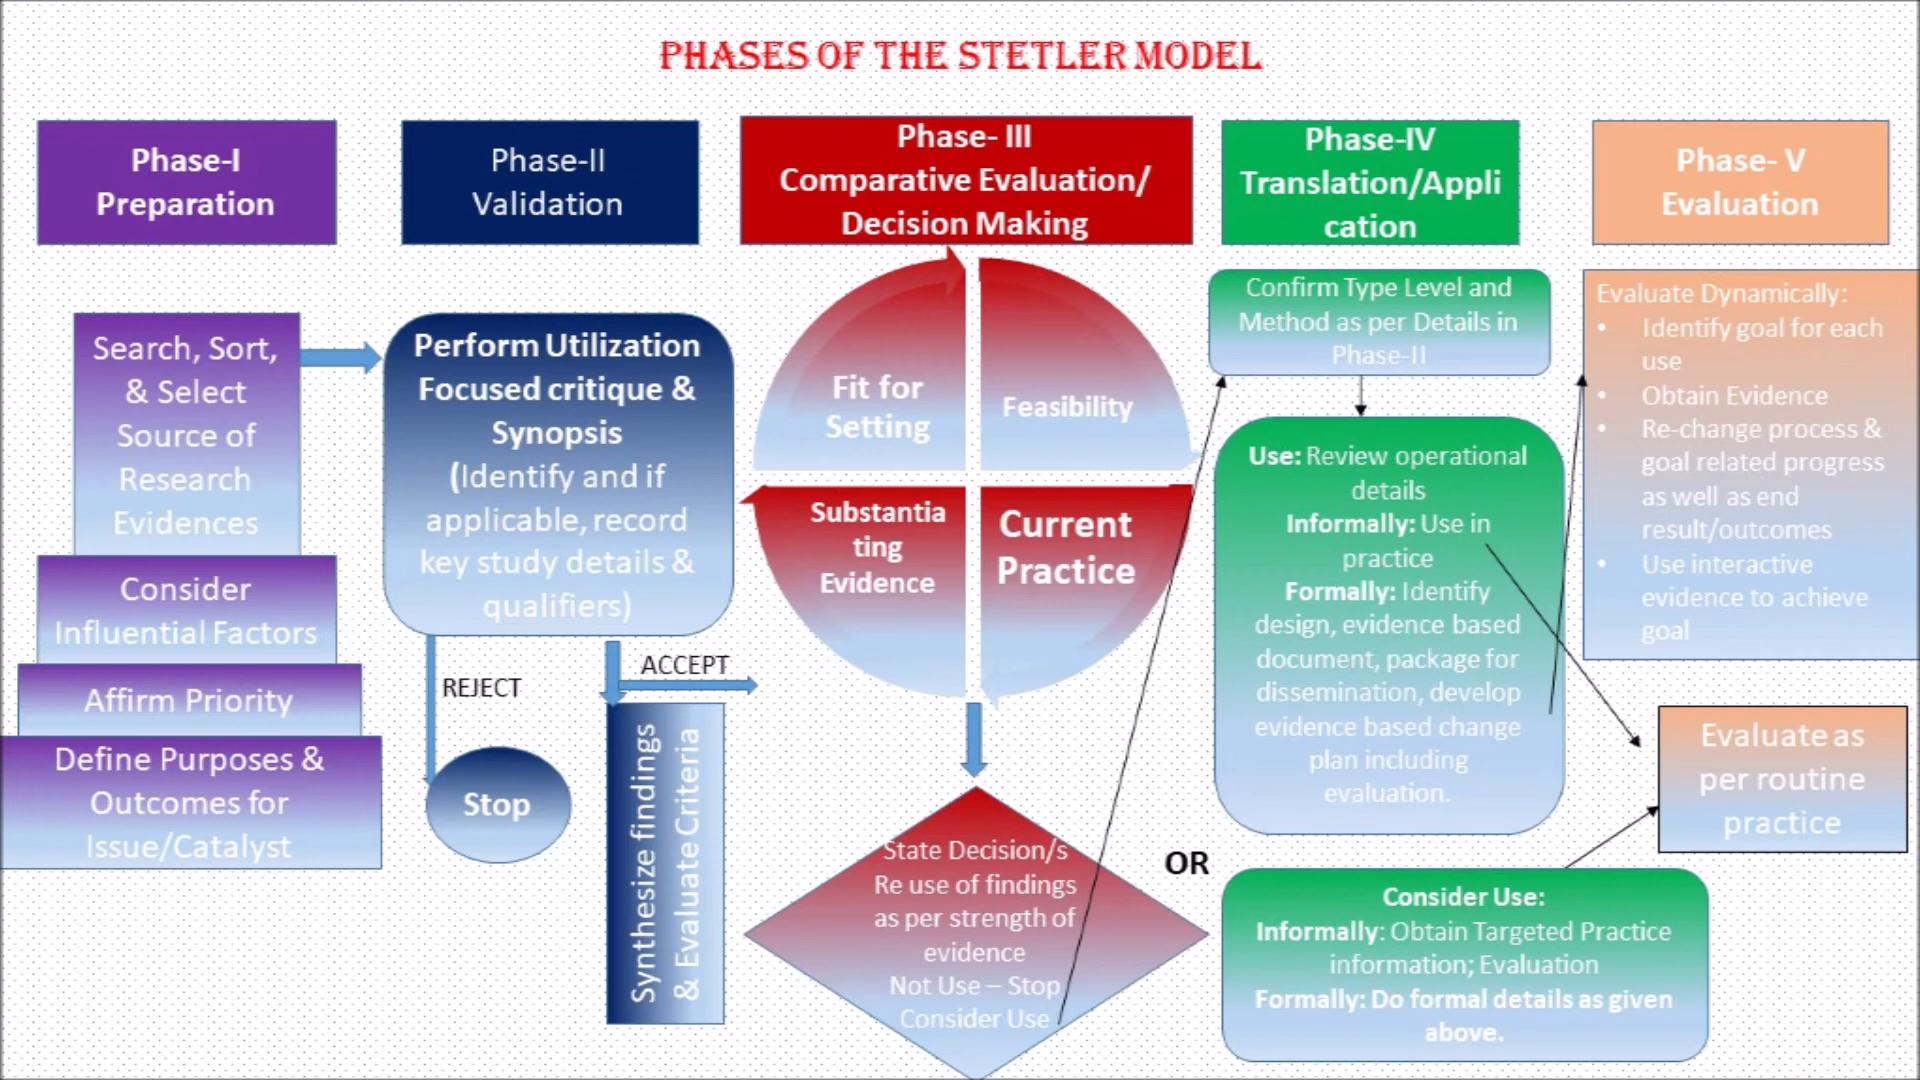 PHASES OF THE STETLER MODEL
Phase-I
Preparation
Search, Sort,
& Select
Source of
Research
Evidences
Consider
Influential Factors
Affirm Priority
Define Purposes &
Outcomes for
Issue/Catalyst
Phase-II
Validation
Perform Utilization
Focused critique &
Synopsis
(Identify and if
applicable, record
key study details &
qualifiers)
REJECT
ACCEPT
Stop
Synthesize findings
& Evaluate Criteria
Phase- III
Comparative Evaluation/
Decision Making
Fit for
Setting
Feasibility
Substantia
ting
Evidence
Current
Practice
State Decision/s
Re use of findings
as per strength of
evidence
Not Use – Stop
Consider Use
OR
Phase-IV
Translation/Appli
cation
Confirm Type Level and
Method as per Details in
Phase-II
Use: Review operational
details
Informally: Use in
practice
Formally: Identify
design, evidence based
document, package for
dissemination, develop
evidence based change
plan including
evaluation.
Consider Use:
Informally: Obtain Targeted Practice
information; Evaluation
Formally: Do formal details as given
above.
Phase- V
Evaluation
Evaluate Dynamically:
• Identify goal for each
use
• Obtain Evidence
• Re-change process &
goal related progress
as well as end
result/outcomes
• Use interactive
evidence to achieve
goal
Evaluate as
per routine
practice